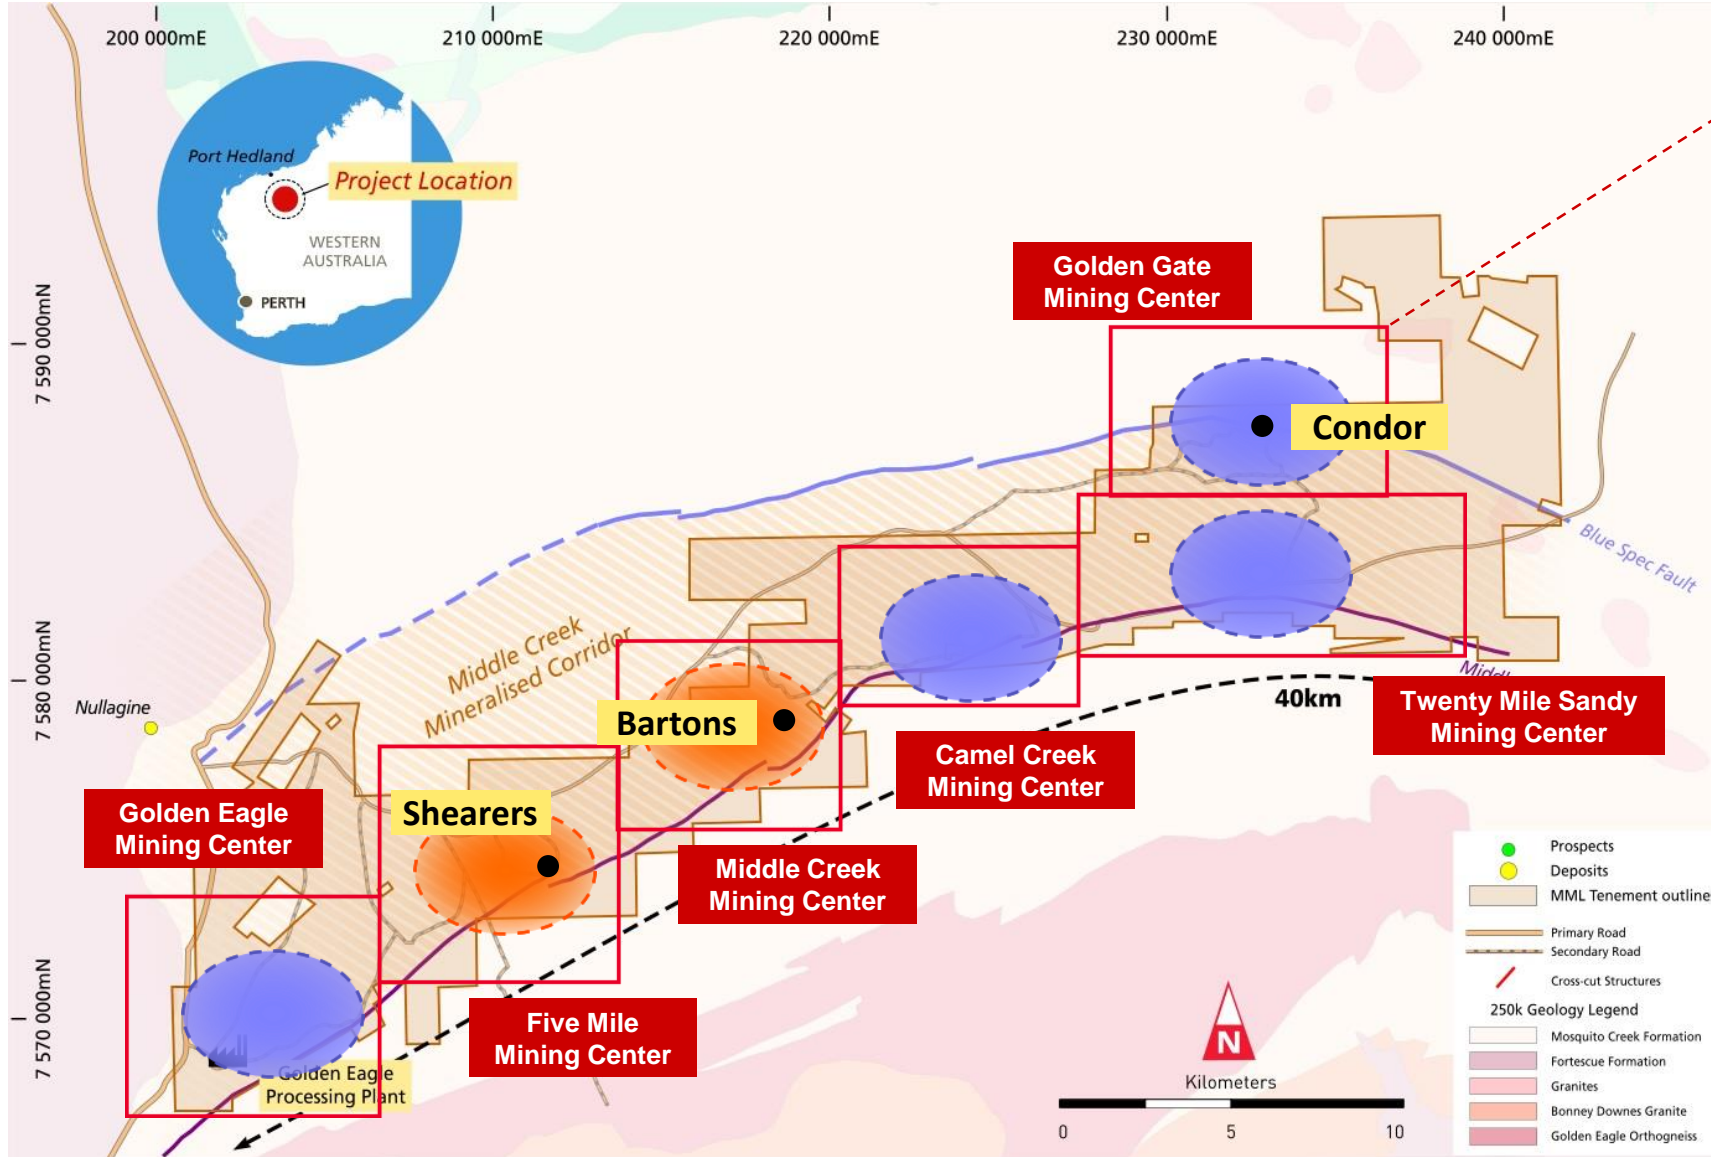 200 000mE
210 000mE
220 000mE
230 000mE
240 000mE
Port Hedland
Project Location
WESTERN
AUSTRALIA
PERTH
7 590 000mN
7 580 000mN
7 570 000mN
Golden Gate
Mining Center
Condor
Blue Spec Fault
Middle Creek
Mineralised Corridor
Nullagine
Bartons
40km
Twenty Mile Sandy
Mining Center
Camel Creek
Mining Center
Shearers
Golden Eagle
Mining Center
Middle Creek
Mining Center
Five Mile
Mining Center
Golden Eagle
Processing Plant
N
Kilometers
0
5
10
Prospects
Deposits
MML Tenement outline
Primary Road
Secondary Road
Cross-cut Structures
250k Geology Legend
Mosquito Creek Formation
Fortescue Formation
Granites
Bonney Downes Granite
Golden Eagle Orthogneiss